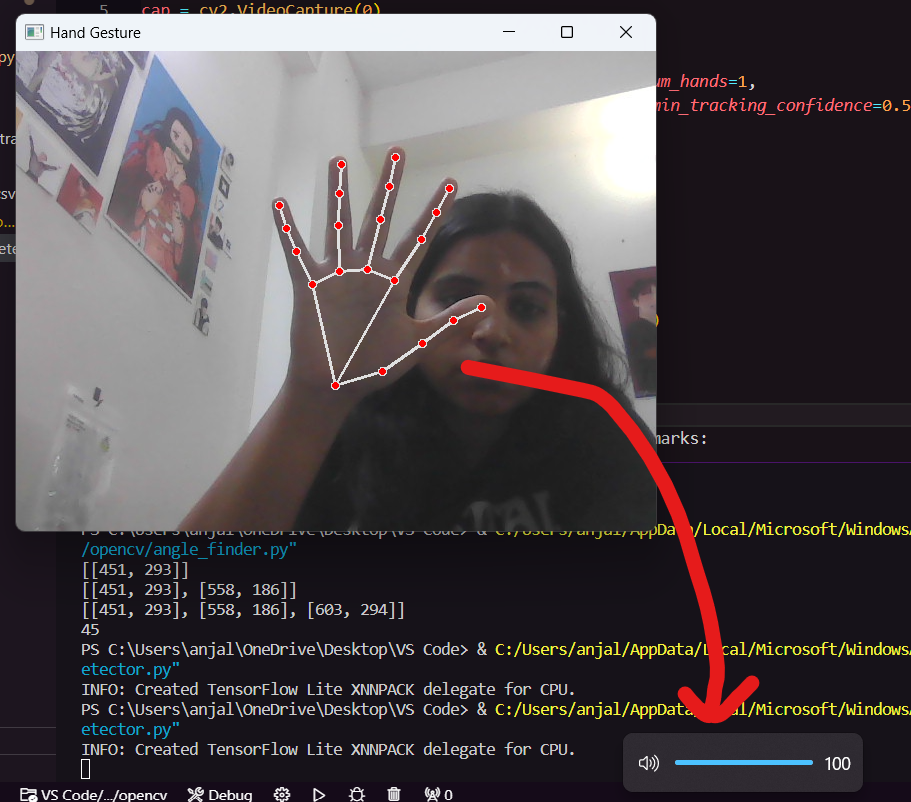 5 cap = cv2.VideoCapture(0)
Hand Gesture
py
um_hands=1,
min_tracking_confidence=0.5
tra
csv
o...
ete
)
marks:
PS C:\Users\anjal\OneDrive\Desktop\VS Code> & C:/Users/anjal/AppData/Local/Microsoft/Windows/
/opencv/angle_finder.py"
[[451, 293]]
[[451, 293], [558, 186]]
[[451, 293], [558, 186], [603, 294]]
45
PS C:\Users\anjal\OneDrive\Desktop\VS Code> & C:/Users/anjal/AppData/Local/Microsoft/Windows/
etector.py"
INFO: Created TensorFlow Lite XNNPACK delegate for CPU.
PS C:\Users\anjal\OneDrive\Desktop\VS Code> & C:/Users/anjal/AppData/Local/Microsoft/Windows/
etector.py"
INFO: Created TensorFlow Lite XNNPACK delegate for CPU.
100
VS Code/.../opencv Debug 0